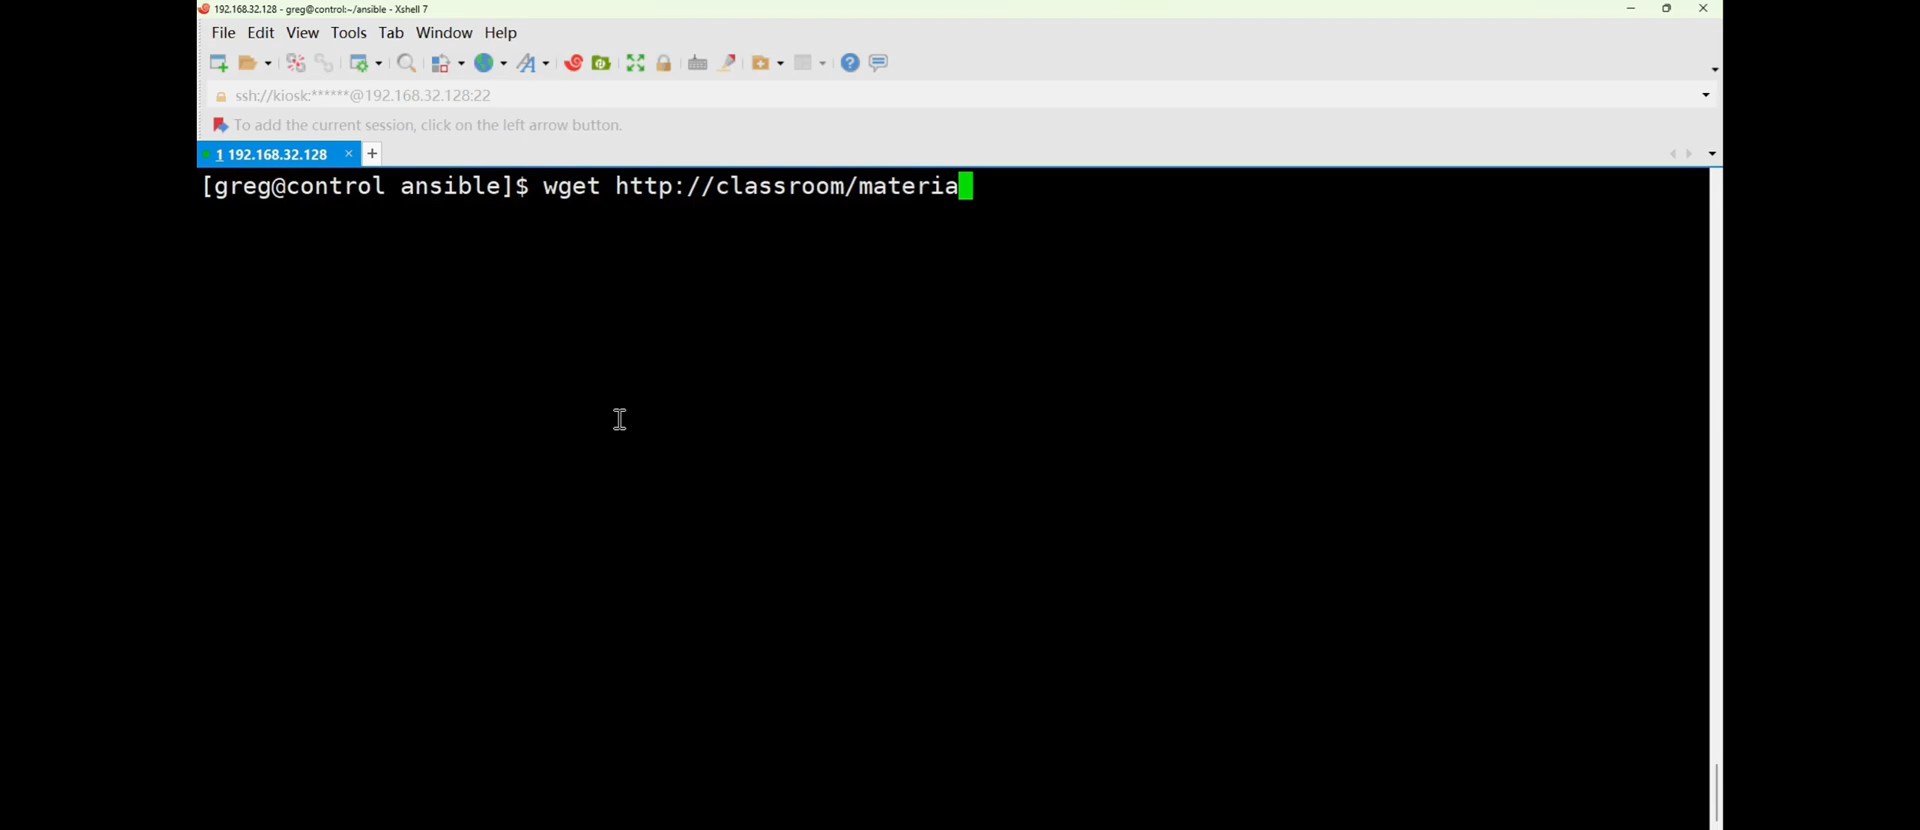 192.168.32.128 - greg@control:~/ansible - Xshell 7
File Edit View Tools Tab Window Help
ssh://kiosk:******@192.168.32.128:22
To add the current session, click on the left arrow button.
1 192.168.32.128 × +
[greg@control ansible]$ wget http://classroom/materia